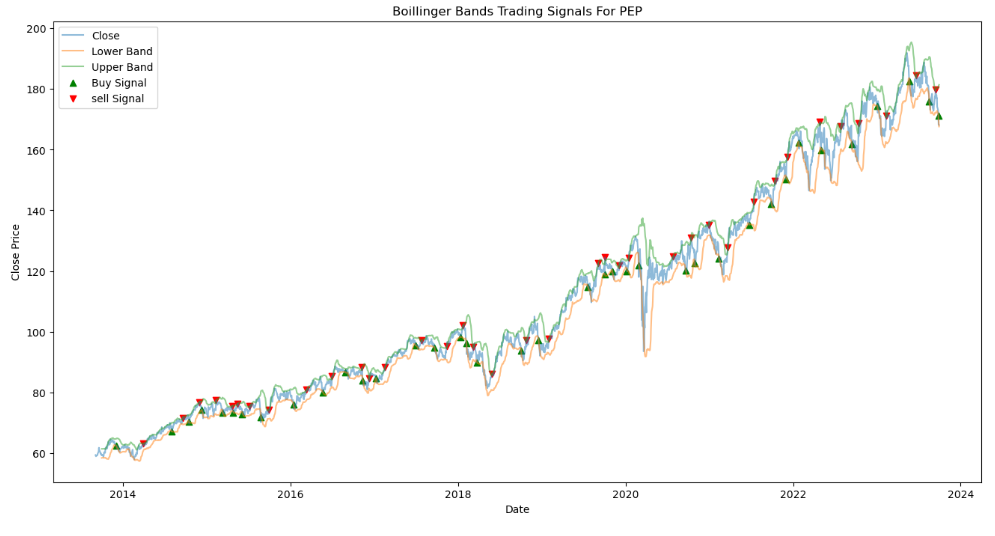 Boillinger Bands Trading Signals For PEP
200
180
160
140
120
100
80
60
Close Price
Close
Lower Band
Upper Band
Buy Signal
sell Signal
2014
2016
2018
2020
2022
2024
Date